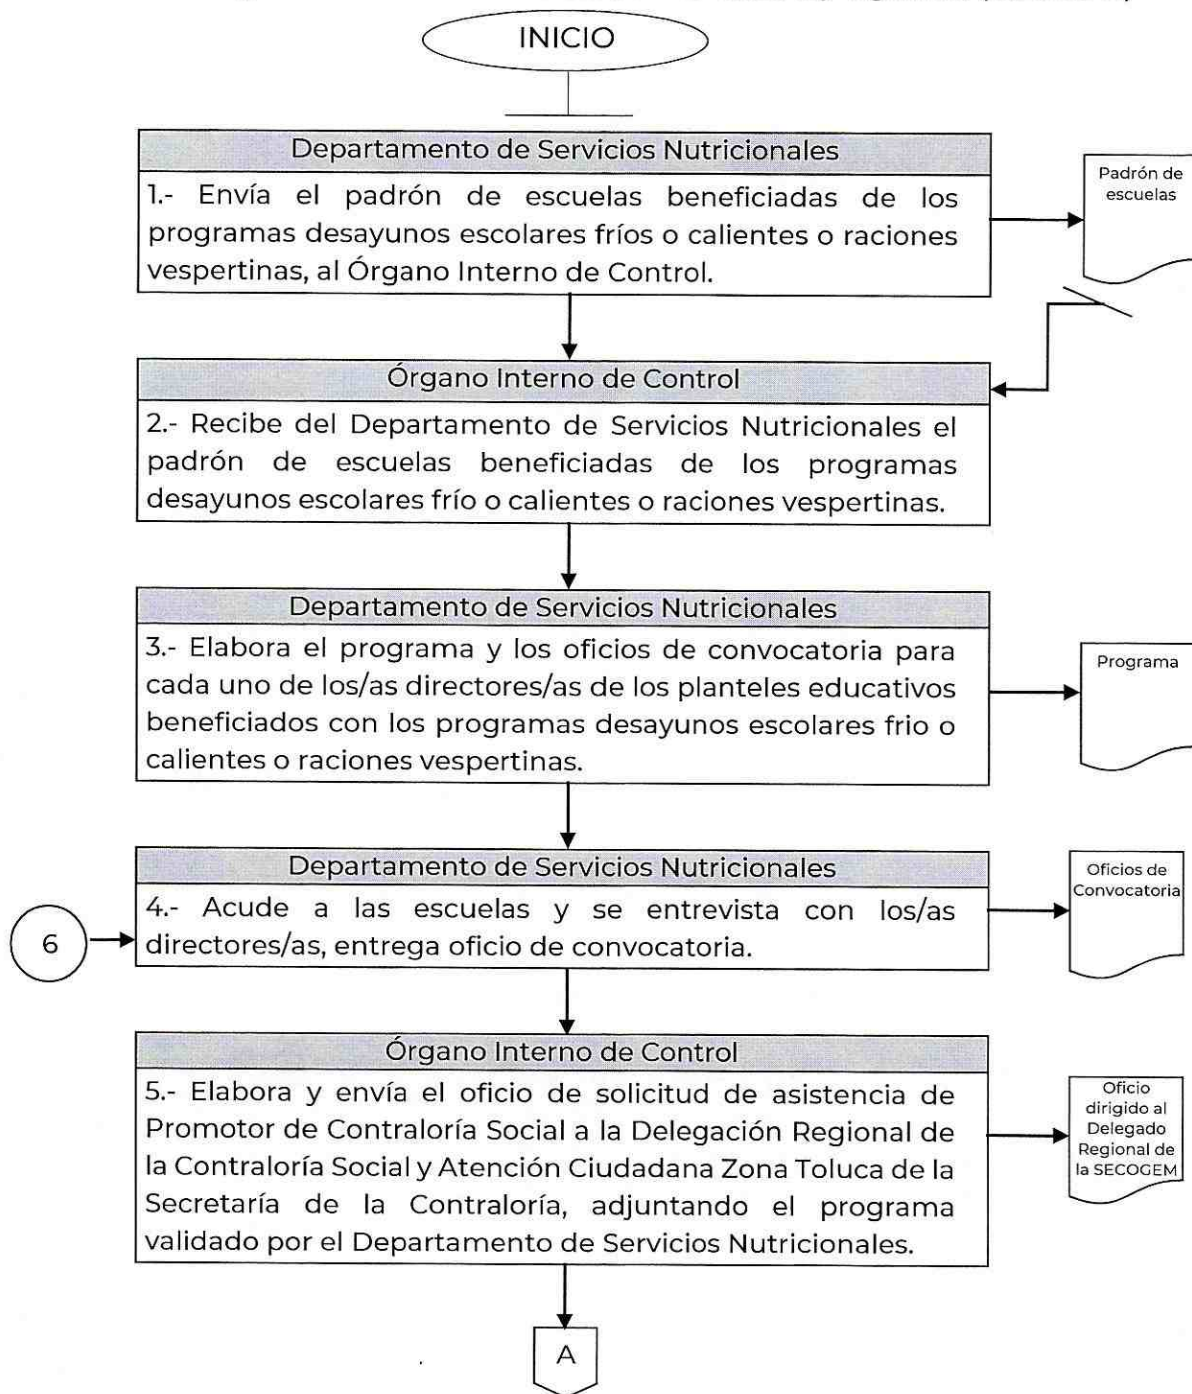 INICIO
Departamento de Servicios Nutricionales
1.- Envía el padrón de escuelas beneficiadas de los
programas desayunos escolares fríos o calientes o raciones
vespertinas, al Órgano Interno de Control.
Padrón de
escuelas
Órgano Interno de Control
2.- Recibe del Departamento de Servicios Nutricionales el
padrón de escuelas beneficiadas de los programas
desayunos escolares frío o calientes o raciones vespertinas.
Departamento de Servicios Nutricionales
3.- Elabora el programa y los oficios de convocatoria para
cada uno de los/as directores/as de los planteles educativos
beneficiados con los programas desayunos escolares frio o
calientes o raciones vespertinas.
Programa
Departamento de Servicios Nutricionales
4.- Acude a las escuelas y se entrevista con los/as
directores/as, entrega oficio de convocatoria.
Oficios de
Convocatoria
6
Órgano Interno de Control
5.- Elabora y envía el oficio de solicitud de asistencia de
Promotor de Contraloría Social a la Delegación Regional de
la Contraloría Social y Atención Ciudadana Zona Toluca de la
Secretaría de la Contraloría, adjuntando el programa
validado por el Departamento de Servicios Nutricionales.
Oficio
dirigido al
Delegado
Regional de
la SECOGEM
A